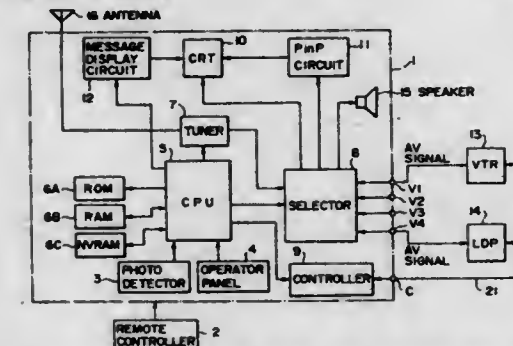 16 ANTENNA
MESSAGE
DISPLAY
CIRCUIT
12
CRT
10
PinP
CIRCUIT
11
1
15 SPEAKER
7
TUNER
5
8
13
VTR
6A
ROM
6B
RAM
6C
NVRAM
CPU
SELECTOR
AV
SIGNAL
V1
V2
V3
V4
14
LDP
AV
SIGNAL
3
PHOTO
DETECTOR
4
OPERATOR
PANEL
9
CONTROLLER
C
21
REMOTE
CONTROLLER
2